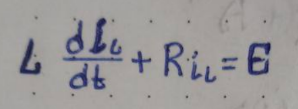 L dI_L/dt + Ri_L = E